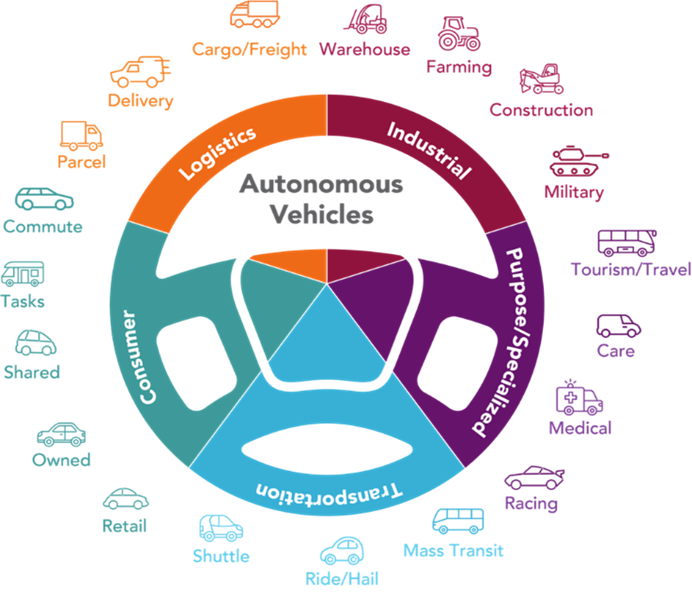 Cargo/Freight
Warehouse
Farming
Delivery
Construction
Parcel
Logistics
Industrial
Military
Autonomous
Vehicles
Commute
Tourism/Travel
Tasks
Consumer
Purpose/Specialized
Care
Shared
Medical
Owned
Transportation
Racing
Retail
Shuttle
Ride/Hail
Mass Transit